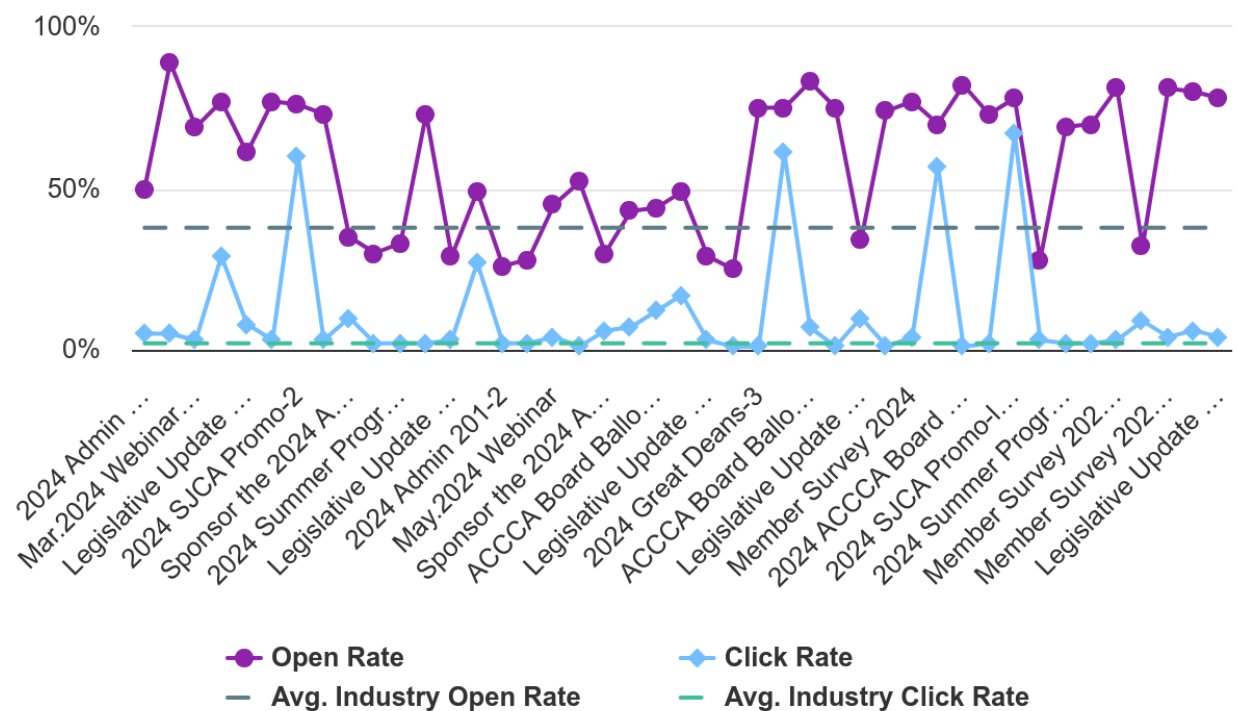 100%
50%
0%
2024 Admin …
Mar.2024 Webinar…
Legislative Update …
2024 SJCA Promo-2
Sponsor the 2024 A…
2024 Summer Progr…
Legislative Update …
2024 Admin 201-2
May.2024 Webinar
Sponsor the 2024 A…
ACCCA Board Ballo…
Legislative Update …
2024 Great Deans-3
ACCCA Board Ballo…
Legislative Update …
Member Survey 2024
2024 ACCCA Board …
2024 SJCA Promo-I…
2024 Summer Progr…
Member Survey 202…
Member Survey 202…
Legislative Update …
Open Rate
Click Rate
Avg. Industry Open Rate
Avg. Industry Click Rate